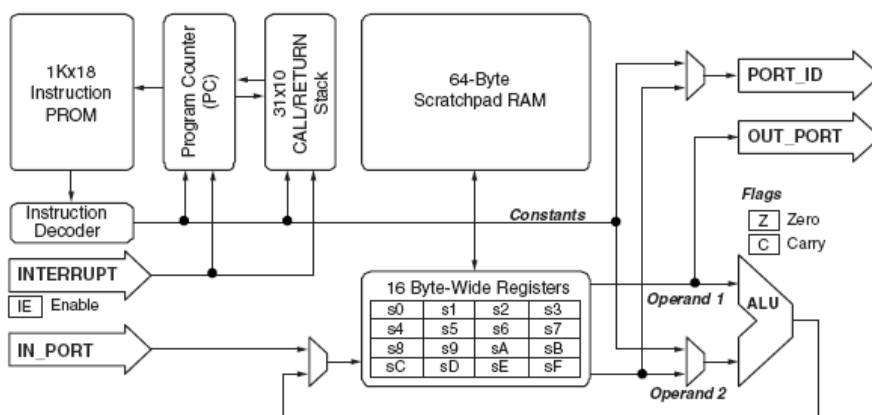 1Kx18
Instruction
PROM
Program Counter
(PC)
31x10
CALL/RETURN
Stack
64-Byte
Scratchpad RAM
PORT_ID
OUT_PORT
Instruction
Decoder
Constants
Flags
Z Zero
C Carry
INTERRUPT
IE Enable
16 Byte-Wide Registers
s0 s1 s2 s3
s4 s5 s6 s7
s8 s9 sA sB
sC sD sE sF
Operand 1
ALU
IN_PORT
Operand 2